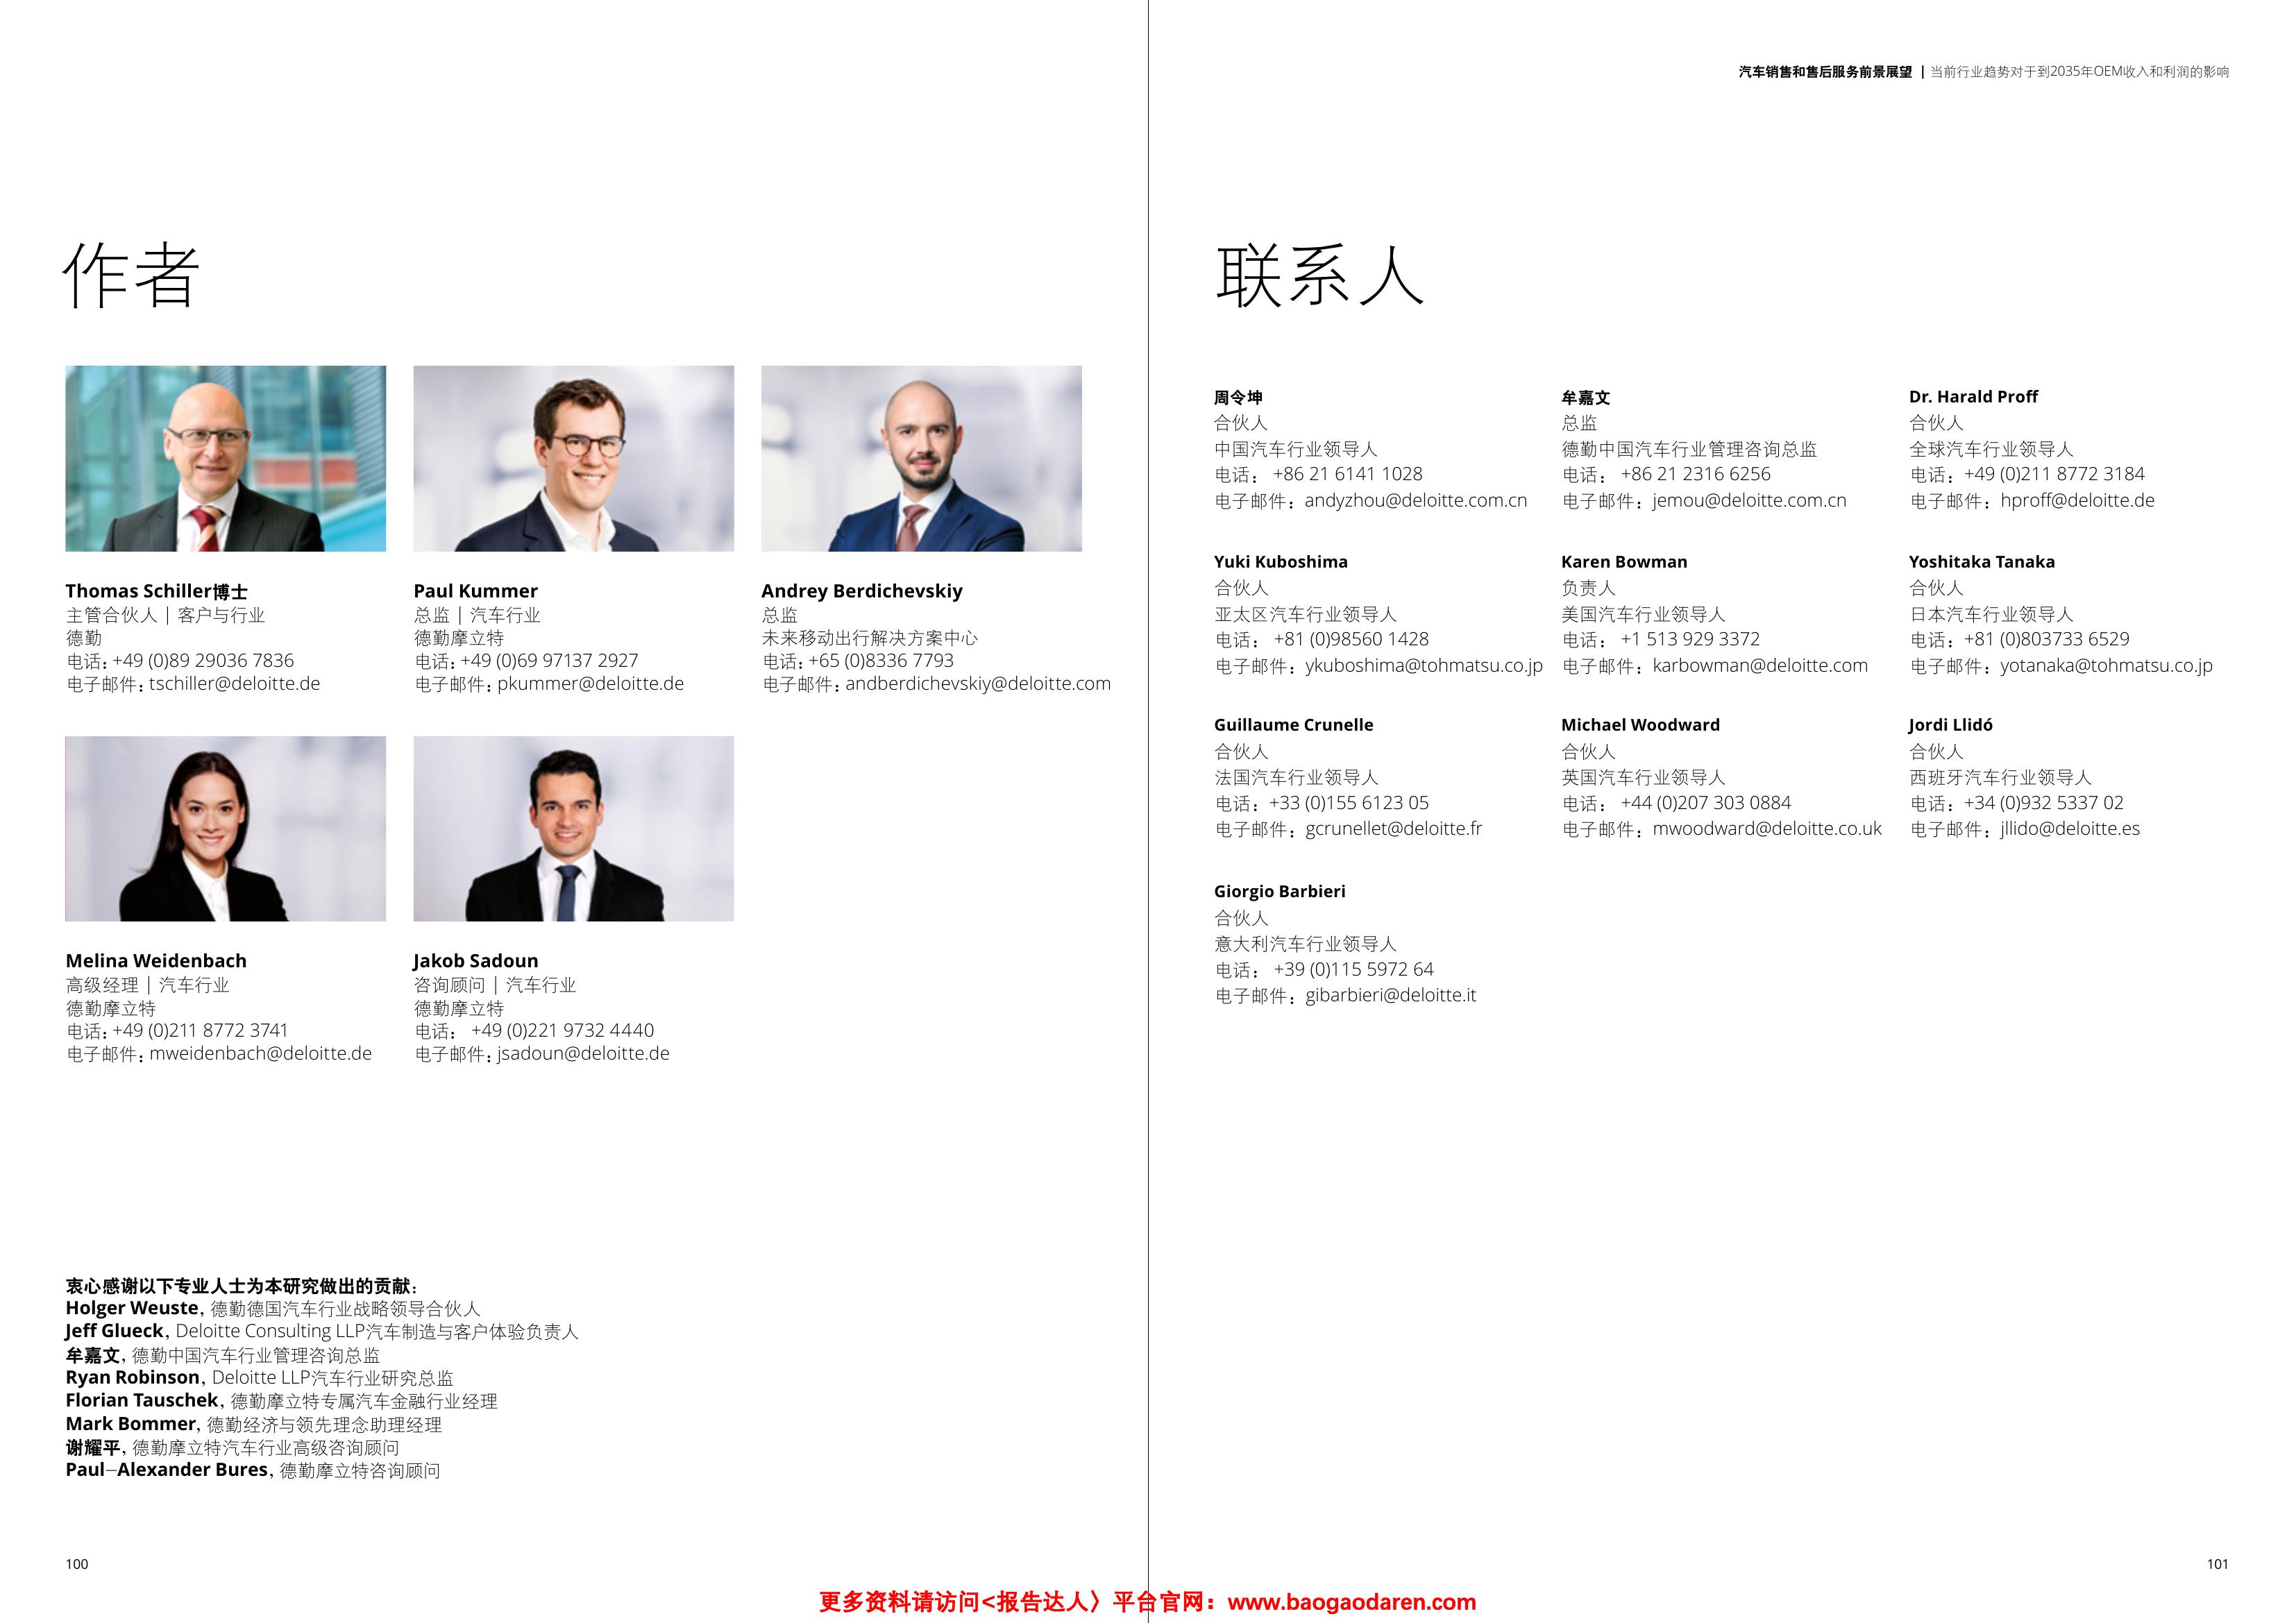 汽车销售和售后服务前景展望 | 当前行业趋势对于到2035年OEM收入和利润的影响
作者
Thomas Schiller博士
主管合伙人 | 客户与行业
德勤
电话: +49 (0)89 29036 7836
电子邮件: tschiller@deloitte.de
Paul Kummer
总监 | 汽车行业
德勤摩立特
电话: +49 (0)69 97137 2927
电子邮件: pkummer@deloitte.de
Andrey Berdichevskiy
总监
未来移动出行解决方案中心
电话: +65 (0)8336 7793
电子邮件: andberdichevskiy@deloitte.com
Melina Weidenbach
高级经理 | 汽车行业
德勤摩立特
电话: +49 (0)211 8772 3741
电子邮件: mweidenbach@deloitte.de
Jakob Sadoun
咨询顾问 | 汽车行业
德勤摩立特
电话: +49 (0)221 9732 4440
电子邮件: jsadoun@deloitte.de
衷心感谢以下专业人士为本研究做出的贡献:
Holger Weuste, 德勤德国汽车行业战略领导合伙人
Jeff Glueck, Deloitte Consulting LLP汽车制造与客户体验负责人
牟嘉文, 德勤中国汽车行业管理咨询总监
Ryan Robinson, Deloitte LLP汽车行业研究总监
Florian Tauschek, 德勤摩立特专属汽车金融行业经理
Mark Bommer, 德勤经济与领先理念助理经理
谢耀平, 德勤摩立特汽车行业高级咨询顾问
Paul–Alexander Bures, 德勤摩立特咨询顾问
100
联系人
周令坤
合伙人
中国汽车行业领导人
电话： +86 21 6141 1028
电子邮件：andyzhou@deloitte.com.cn
牟嘉文
总监
德勤中国汽车行业管理咨询总监
电话： +86 21 2316 6256
电子邮件：jemou@deloitte.com.cn
Dr. Harald Proff
合伙人
全球汽车行业领导人
电话：+49 (0)211 8772 3184
电子邮件：hproff@deloitte.de
Yuki Kuboshima
合伙人
亚太区汽车行业领导人
电话： +81 (0)98560 1428
电子邮件：ykuboshima@tohmatsu.co.jp
Karen Bowman
负责人
美国汽车行业领导人
电话： +1 513 929 3372
电子邮件：karbowman@deloitte.com
Yoshitaka Tanaka
合伙人
日本汽车行业领导人
电话：+81 (0)803733 6529
电子邮件：yotanaka@tohmatsu.co.jp
Guillaume Crunelle
合伙人
法国汽车行业领导人
电话：+33 (0)155 6123 05
电子邮件：gcrunellet@deloitte.fr
Michael Woodward
合伙人
英国汽车行业领导人
电话： +44 (0)207 303 0884
电子邮件：mwoodward@deloitte.co.uk
Jordi Llidó
合伙人
西班牙汽车行业领导人
电话：+34 (0)932 5337 02
电子邮件：jllido@deloitte.es
Giorgio Barbieri
合伙人
意大利汽车行业领导人
电话： +39 (0)115 5972 64
电子邮件：gibarbieri@deloitte.it
101
更多资料请访问<报告达人〉平台官网：www.baogaodaren.com